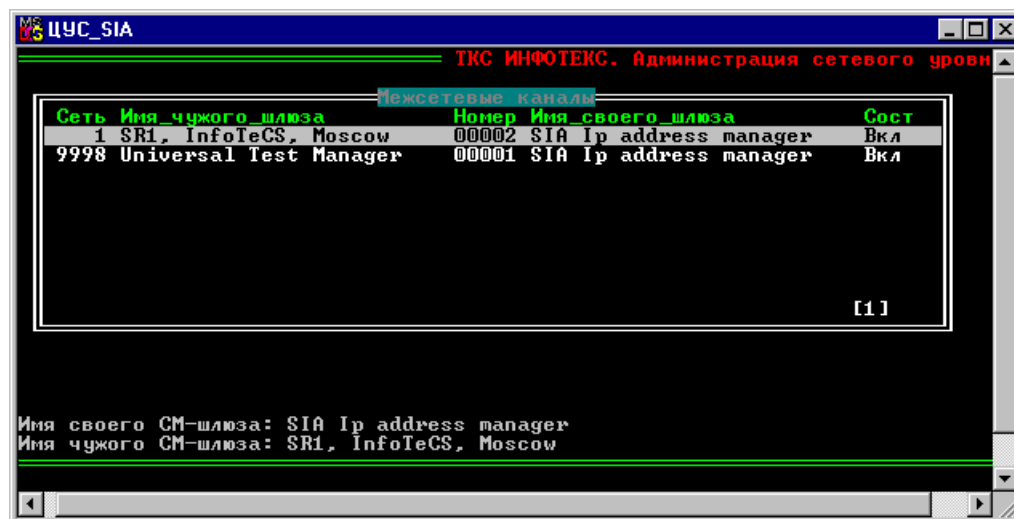 ЦУС_SIA
ТКС ИНФОТЕКС. Администрация сетевого уровн
Межсетевые каналы
Сеть Имя_чужого_шлюза Номер Имя_своего_шлюза Сост
1 SR1, InfoTeCS, Moscow 00002 SIA Ip address manager Вкл
9998 Universal Test Manager 00001 SIA Ip address manager Вкл
[1]
Имя своего СМ-шлюза: SIA Ip address manager
Имя чужого СМ-шлюза: SR1, InfoTeCS, Moscow